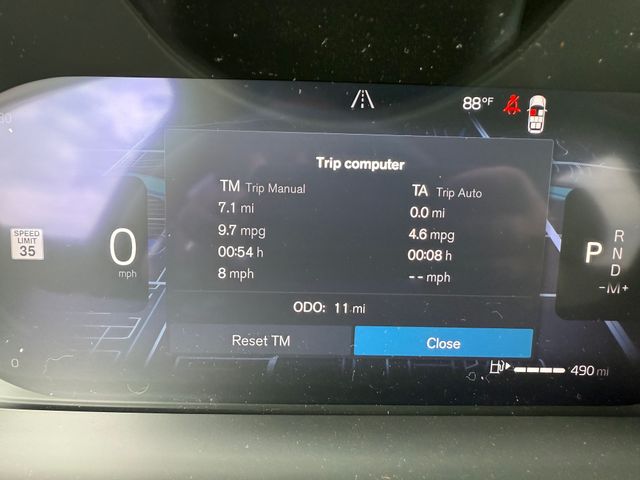 88°F
80
Trip computer
TM Trip Manual
7.1 mi
9.7 mpg
00:54 h
8 mph
TA Trip Auto
0.0 mi
4.6 mpg
00:08 h
-- mph
SPEED
LIMIT
35
0
mph
P
R
N
D
-M+
ODO: 11 mi
Reset TM
Close
0
490 mi